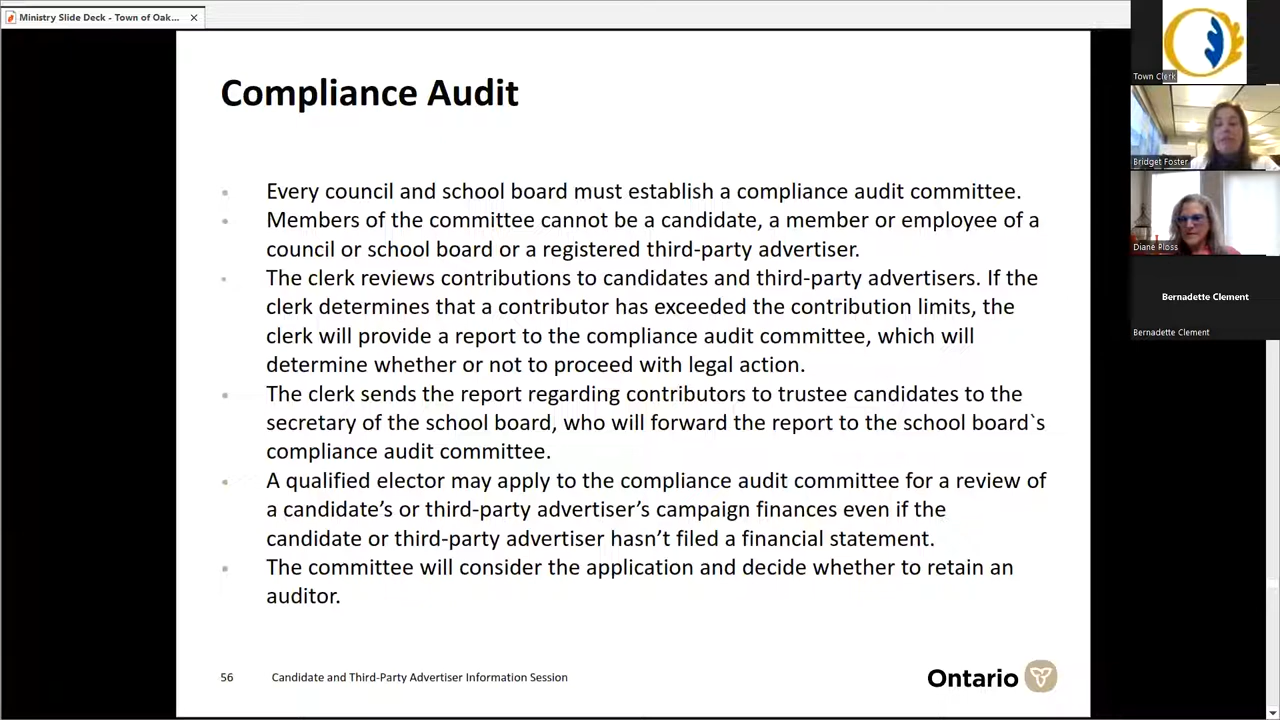 Ministry Slide Deck - Town of Oak...
Compliance Audit
Every council and school board must establish a compliance audit committee.
Members of the committee cannot be a candidate, a member or employee of a
council or school board or a registered third-party advertiser.
The clerk reviews contributions to candidates and third-party advertisers. If the
clerk determines that a contributor has exceeded the contribution limits, the
clerk will provide a report to the compliance audit committee, which will
determine whether or not to proceed with legal action.
The clerk sends the report regarding contributors to trustee candidates to the
secretary of the school board, who will forward the report to the school board`s
compliance audit committee.
A qualified elector may apply to the compliance audit committee for a review of
a candidate’s or third-party advertiser’s campaign finances even if the
candidate or third-party advertiser hasn’t filed a financial statement.
The committee will consider the application and decide whether to retain an
auditor.
56 Candidate and Third-Party Advertiser Information Session
Ontario
Town Clerk
Bridget Foster
Diane Ploss
Bernadette Clement
Bernadette Clement